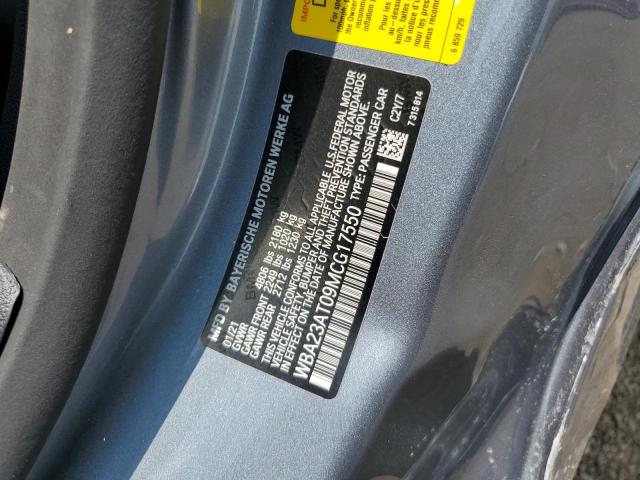 MFD BY BAYERISCHE MOTOREN WERKE AG
01/21
GVWR 4806 lbs 2180 kg
GAWR FRONT 2249 lbs 1020 kg
GAWR REAR 2712 lbs 1230 kg
THIS VEHICLE CONFORMS TO ALL APPLICABLE U.S. FEDERAL MOTOR
VEHICLE SAFETY, BUMPER AND THEFT PREVENTION STANDARDS
IN EFFECT ON THE DATE OF MANUFACTURE SHOWN ABOVE.
WBA23AT09MCG17550 TYPE: PASSENGER CAR
C2Y/7
7 315 814
6 859 729